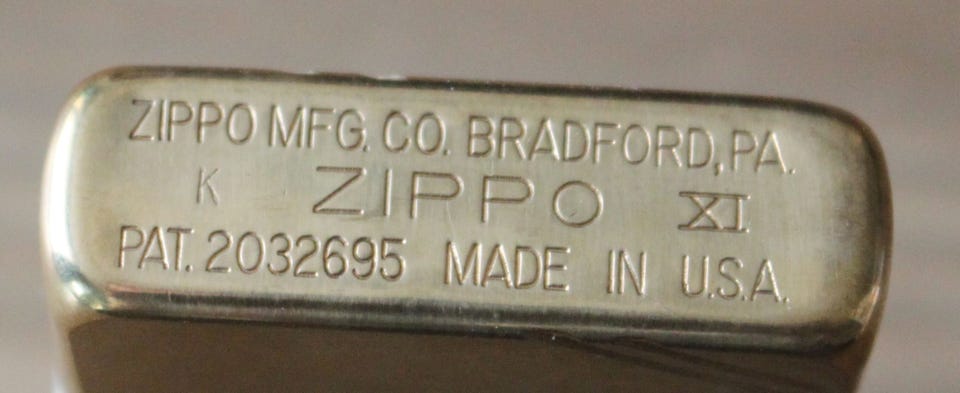 ZIPPO MFG. CO. BRADFORD, PA.
K ZIPPO XI
PAT. 2032695 MADE IN U.S.A.